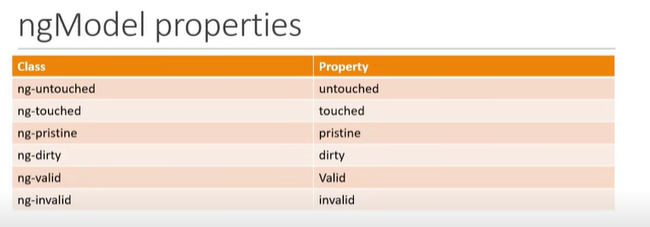 ngModel properties
Class Property
ng-untouched untouched
ng-touched touched
ng-pristine pristine
ng-dirty dirty
ng-valid Valid
ng-invalid invalid